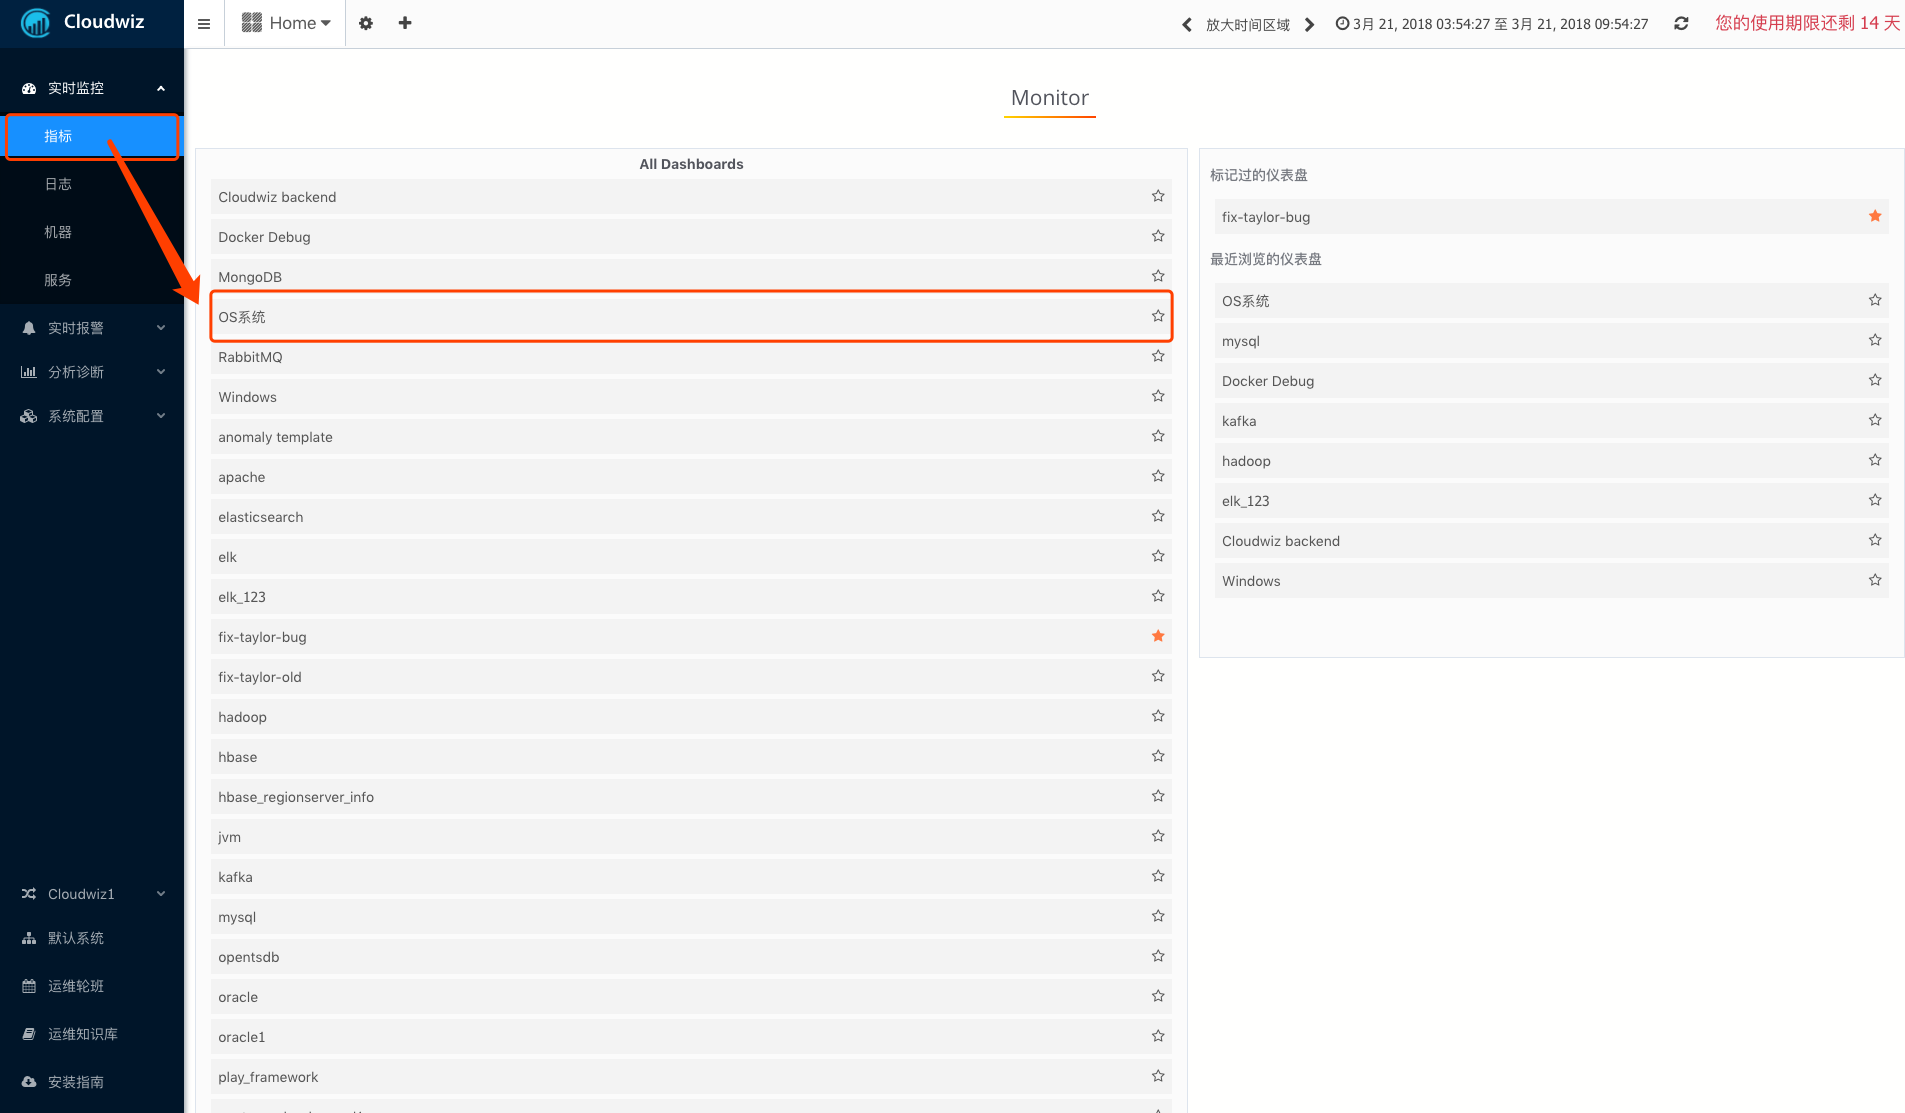 Cloudwiz
Home
放大时间区域
3月 21, 2018 03:54:27 至 3月 21, 2018 09:54:27
您的使用期限还剩 14 天
实时监控
指标
日志
机器
服务
实时报警
分析诊断
系统配置
Cloudwiz1
默认系统
运维轮班
运维知识库
安装指南
Monitor
All Dashboards
Cloudwiz backend
Docker Debug
MongoDB
OS系统
RabbitMQ
Windows
anomaly template
apache
elasticsearch
elk
elk_123
fix-taylor-bug
fix-taylor-old
hadoop
hbase
hbase_regionserver_info
jvm
kafka
mysql
opentsdb
oracle
oracle1
play_framework
标记过的仪表盘
fix-taylor-bug
最近浏览的仪表盘
OS系统
mysql
Docker Debug
kafka
hadoop
elk_123
Cloudwiz backend
Windows